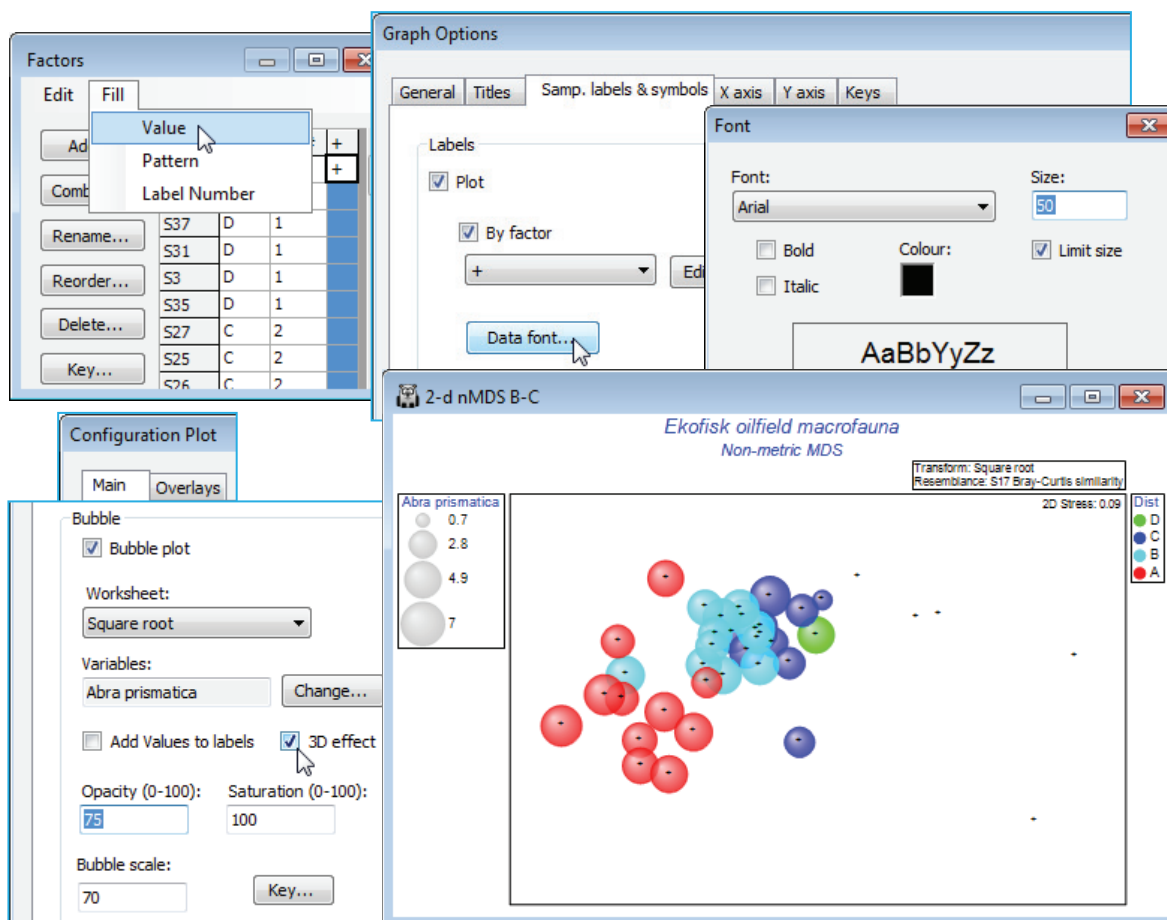 Factors
Edit Fill
Value
Pattern
Label Number
Ad
Comb
Rename...
Reorder...
Delete...
Key...
+
+
S37 D 1
S31 D 1
S3 D 1
S35 D 1
S27 C 2
S25 C 2
S26 C 2
Graph Options
General Titles Samp. labels & symbols X axis Y axis Keys
Labels
Plot
By factor
+
Edi
Data font...
Font
Font: Size:
Arial 50
Bold Colour: Limit size
Italic
AaBbYyZz
Configuration Plot
Main Overlays
Bubble
Bubble plot
Worksheet:
Square root
Variables:
Abra prismatica Change...
Add Values to labels 3D effect
Opacity (0-100): Saturation (0-100):
75 100
Bubble scale:
70 Key...
2-d nMDS B-C
Ekofisk oilfield macrofauna
Non-metric MDS
Transform: Square root
Resemblance: S17 Bray-Curtis similarity
2D Stress: 0.09
Abra prismatica
0.7
2.8
4.9
7
Dist
D
C
B
A